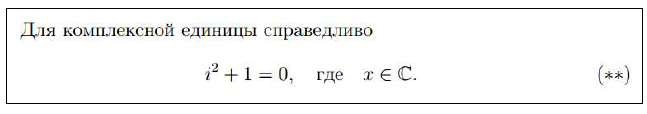 Для комплексной единицы справедливо
i² + 1 = 0, где x ∈ ℂ. (∗∗)